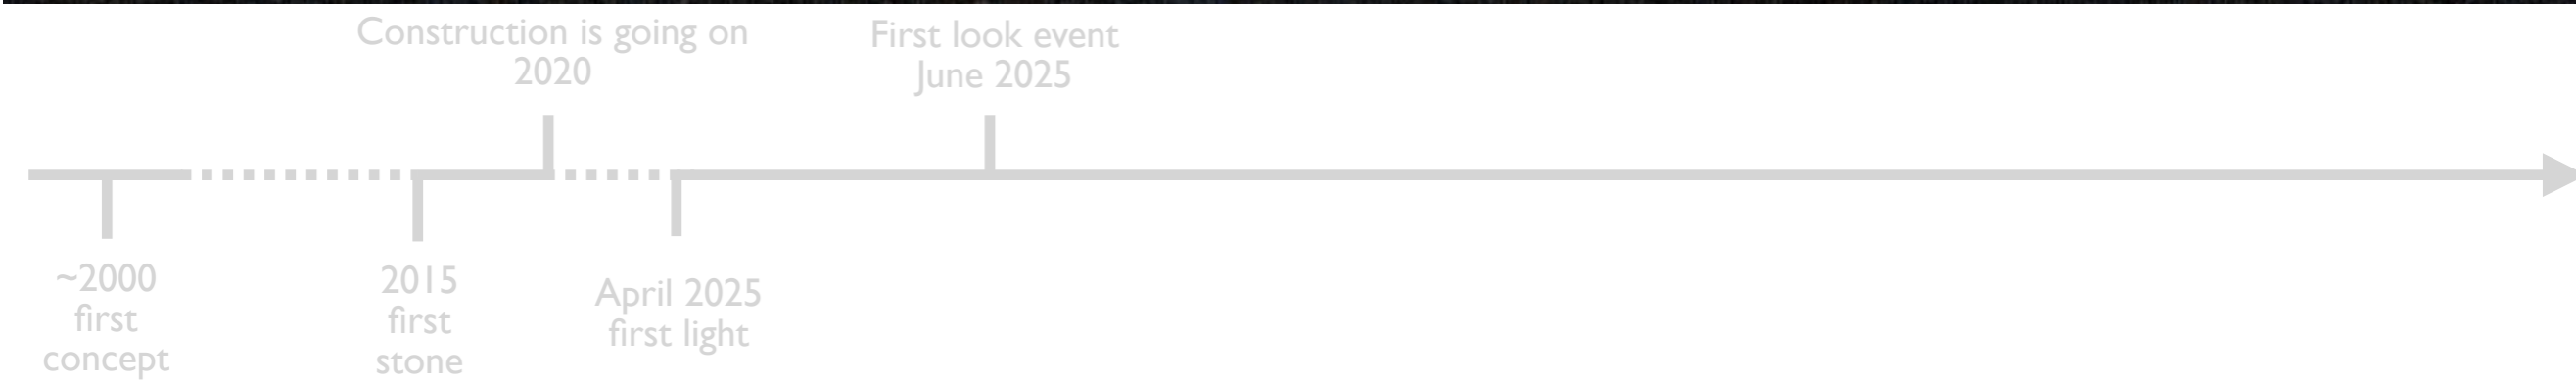 Construction is going on
2020
First look event
June 2025
~2000
first
concept
2015
first
stone
April 2025
first light